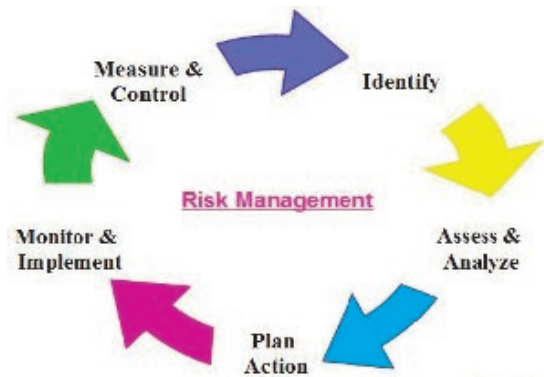 Measure &
Control
Identify
Risk Management
Monitor &
Implement
Assess &
Analyze
Plan
Action